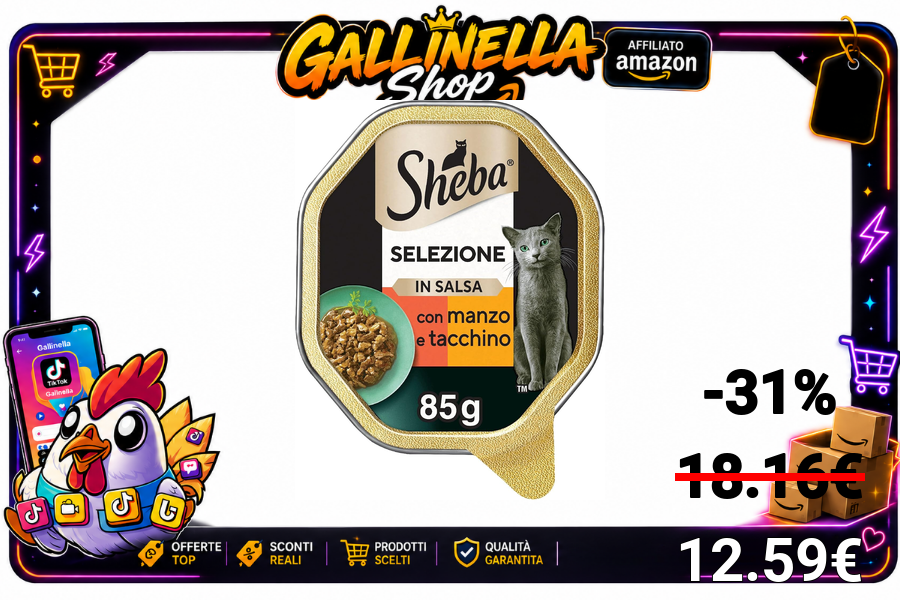 GALLINELLA
Shop
AFFILIATO
amazon
Sheba®
SELEZIONE
IN SALSA
con manzo
e tacchino
TM
85g
Gallinella
TikTok
Gallinella
-31%
18.16€
12.59€
OFFERTE
TOP
SCONTI
REALI
PRODOTTI
SCELTI
QUALITÀ
GARANTITA